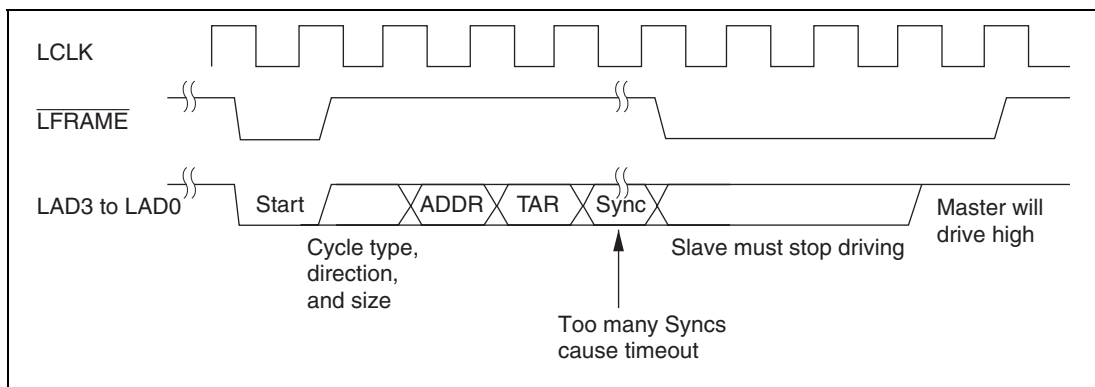 LCLK
LFRAME
LAD3 to LAD0
Start
ADDR
TAR
Sync
Cycle type,
direction,
and size
Slave must stop driving
Master will
drive high
Too many Syncs
cause timeout